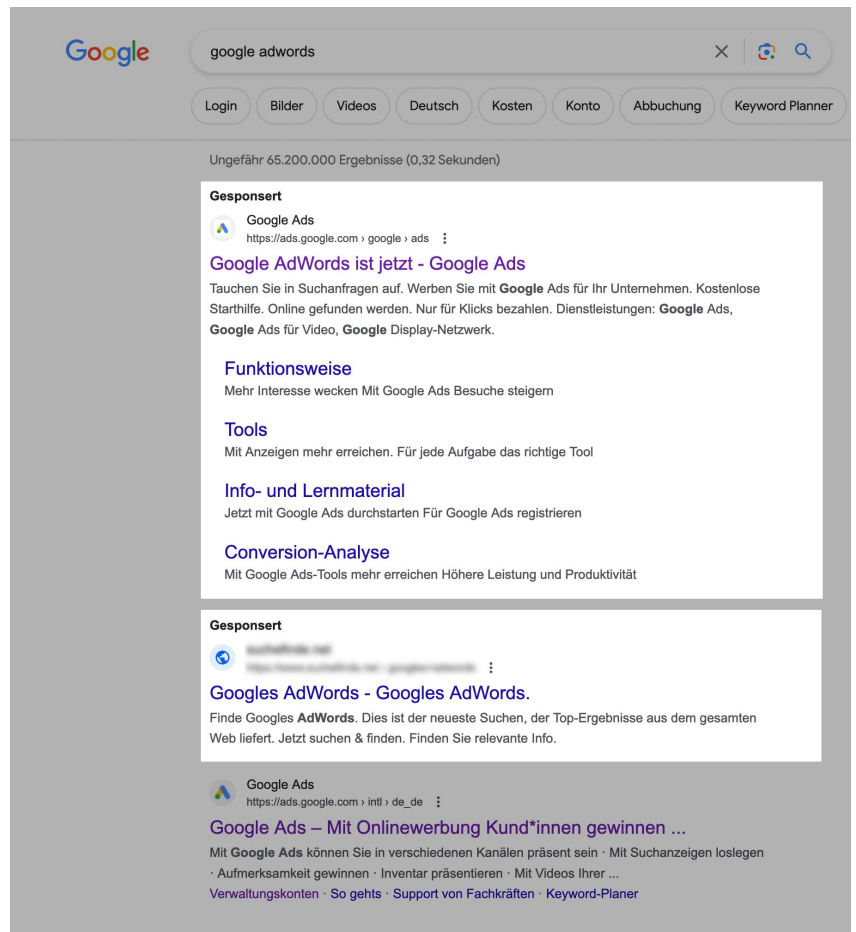 Google
google adwords
Login Bilder Videos Deutsch Kosten Konto Abbuchung Keyword Planner
Ungefähr 65.200.000 Ergebnisse (0,32 Sekunden)
Gesponsert
Google Ads
https://ads.google.com › google › ads
Google AdWords ist jetzt - Google Ads
Tauchen Sie in Suchanfragen auf. Werben Sie mit Google Ads für Ihr Unternehmen. Kostenlose
Starthilfe. Online gefunden werden. Nur für Klicks bezahlen. Dienstleistungen: Google Ads,
Google Ads für Video, Google Display-Netzwerk.
Funktionsweise
Mehr Interesse wecken Mit Google Ads Besuche steigern
Tools
Mit Anzeigen mehr erreichen. Für jede Aufgabe das richtige Tool
Info- und Lernmaterial
Jetzt mit Google Ads durchstarten Für Google Ads registrieren
Conversion-Analyse
Mit Google Ads-Tools mehr erreichen Höhere Leistung und Produktivität
Gesponsert
Googles AdWords - Googles AdWords.
Finde Googles AdWords. Dies ist der neueste Suchen, der Top-Ergebnisse aus dem gesamten
Web liefert. Jetzt suchen & finden. Finden Sie relevante Info.
Google Ads
https://ads.google.com › intl › de_de
Google Ads – Mit Onlinewerbung Kund*innen gewinnen ...
Mit Google Ads können Sie in verschiedenen Kanälen präsent sein · Mit Suchanzeigen loslegen
· Aufmerksamkeit gewinnen · Inventar präsentieren · Mit Videos Ihrer ...
Verwaltungskonten · So gehts · Support von Fachkräften · Keyword-Planer